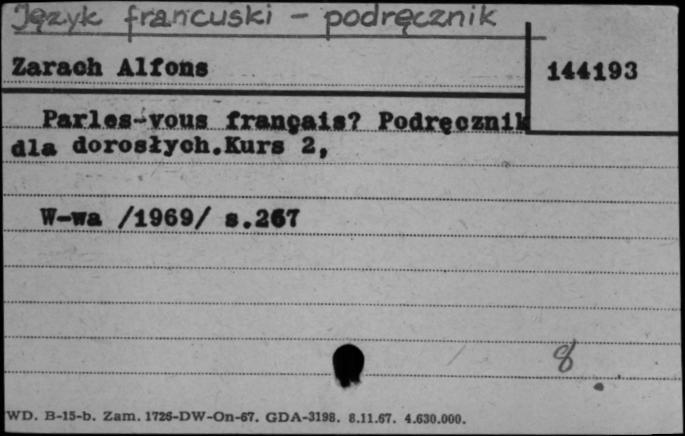 Język francuski - podręcznik
Zarach Alfons
144193
Parles-vous français? Podręcznik
dla dorosłych.Kurs 2,
W-wa /1969/ s.267
8
WD. B-15-b. Zam. 1726-DW-On-67. GDA-3198. 8.11.67. 4.630.000.